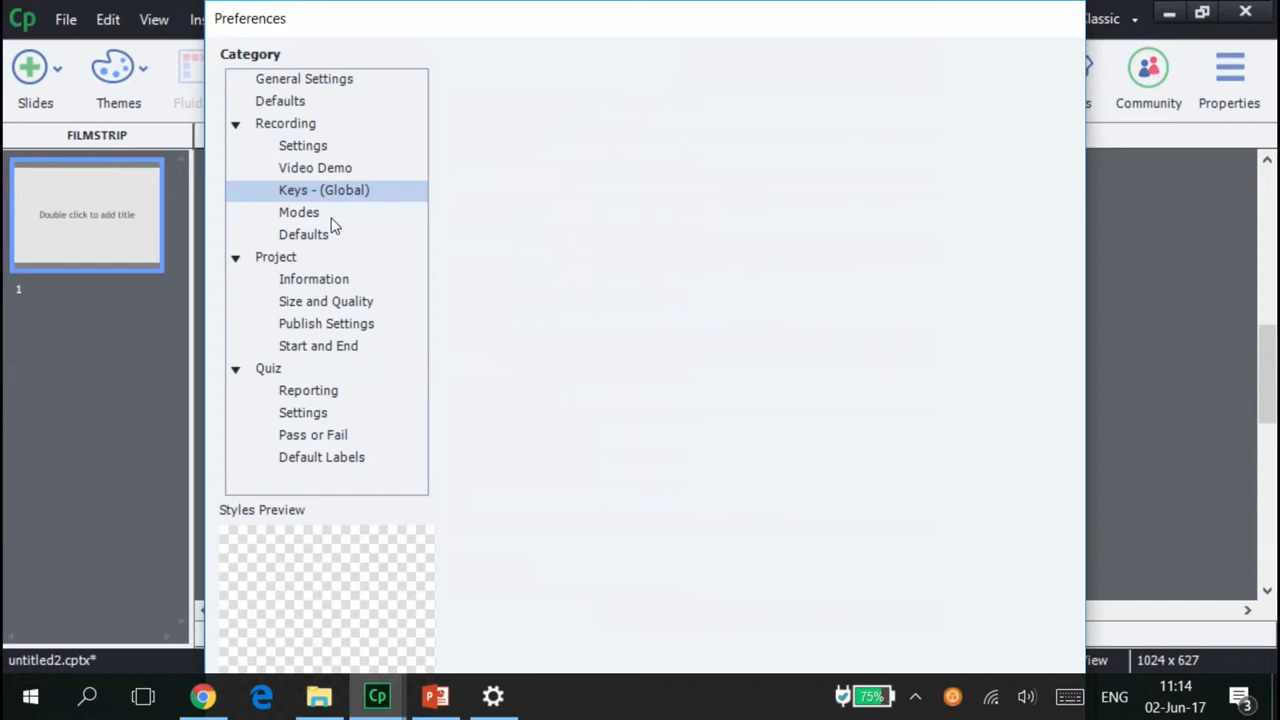 Preferences
Cp File Edit View Ins
Classic
Category
General Settings
Defaults
Recording
Settings
Video Demo
Keys - (Global)
Modes
Defaults
Project
Information
Size and Quality
Publish Settings
Start and End
Quiz
Reporting
Settings
Pass or Fail
Default Labels
Styles Preview
Slides Themes Fluid
Community Properties
FILMSTRIP
Double click to add title
1
untitled2.cptx*
1024 x 627
Cp
75%
ENG
11:14
02-Jun-17
3